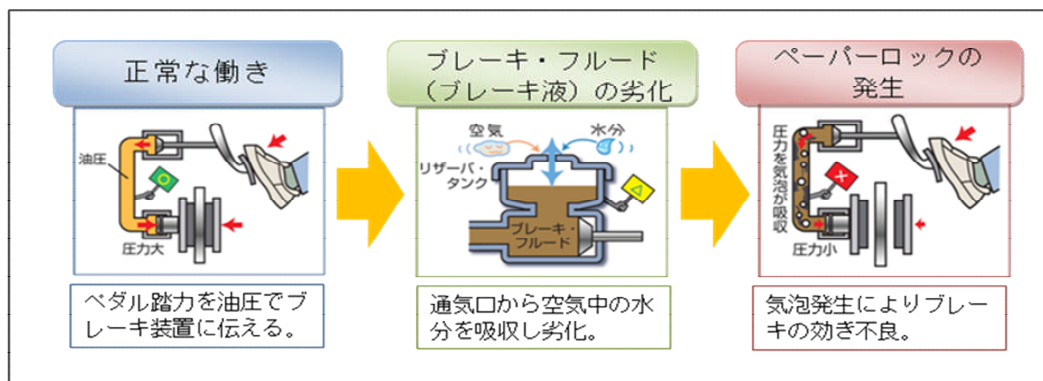 正常な働き
油圧
圧力大
ペダル踏力を油圧でブ
レーキ装置に伝える。
ブレーキ・フルード
（ブレーキ液）の劣化
空気
水分
リザーバ・
タンク
ブレーキ・
フルード
通気口から空気中の水
分を吸収し劣化。
ペーパーロックの
発生
圧力を気泡が吸収
圧力小
気泡発生によりブレー
キの効き不良。